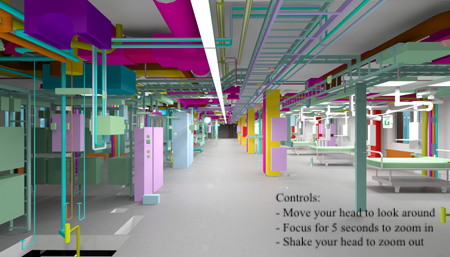 Controls:
- Move your head to look around
- Focus for 5 seconds to zoom in
- Shake your head to zoom out